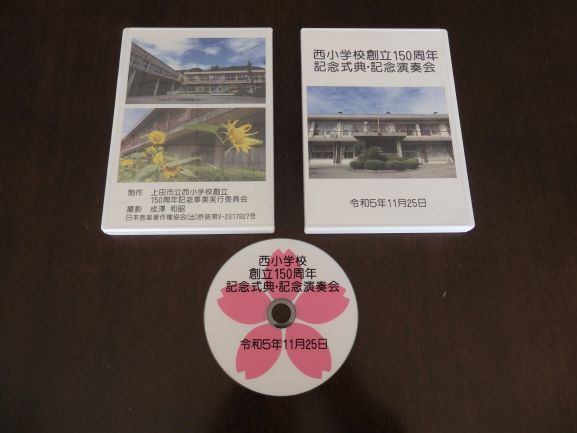 制作 上田市立西小学校創立
150周年記念事業実行委員会
撮影 成澤 和昭
日本音楽著作権協会(出)許諾第V-2317927号
西小学校創立150周年
記念式典・記念演奏会
令和5年11月25日
西小学校
創立150周年
記念式典・記念演奏会
令和5年11月25日